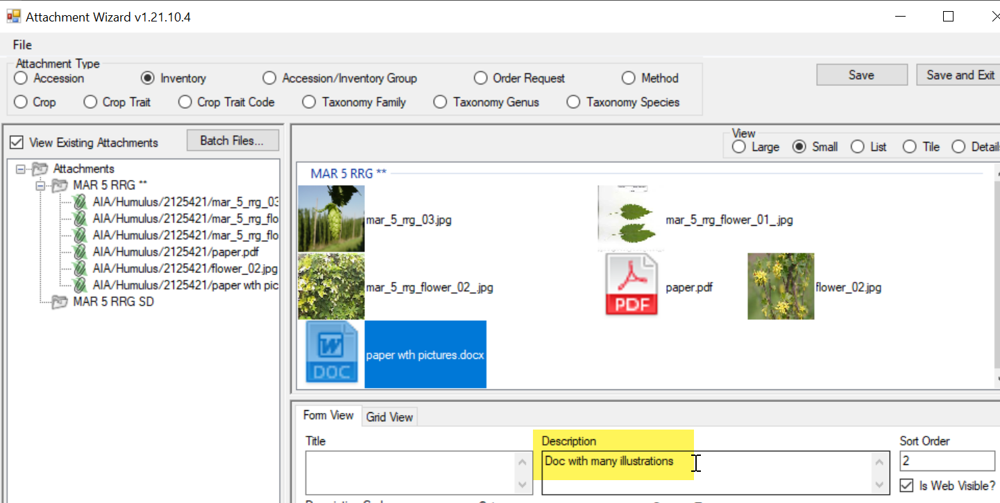 Attachment Wizard v1.21.10.4
File
Attachment Type
Accession Inventory Accession/Inventory Group Order Request Method
Crop Crop Trait Crop Trait Code Taxonomy Family Taxonomy Genus Taxonomy Species
Save Save and Exit
View Existing Attachments Batch Files...
Attachments
MAR 5 RRG **
AIA/Humulus/2125421/mar_5_rrg_03
AIA/Humulus/2125421/mar_5_rrg_flo
AIA/Humulus/2125421/mar_5_rrg_flo
AIA/Humulus/2125421/paper.pdf
AIA/Humulus/2125421/flower_02.jpg
AIA/Humulus/2125421/paper wth pic
MAR 5 RRG SD
View
Large Small List Tile Details
MAR 5 RRG **
mar_5_rrg_03.jpg mar_5_rrg_flower_01_.jpg
mar_5_rrg_flower_02_.jpg PDF paper.pdf flower_02.jpg
W DOC paper wth pictures.docx
Form View Grid View
Title
Description
Doc with many illustrations
Sort Order
2
Is Web Visible?